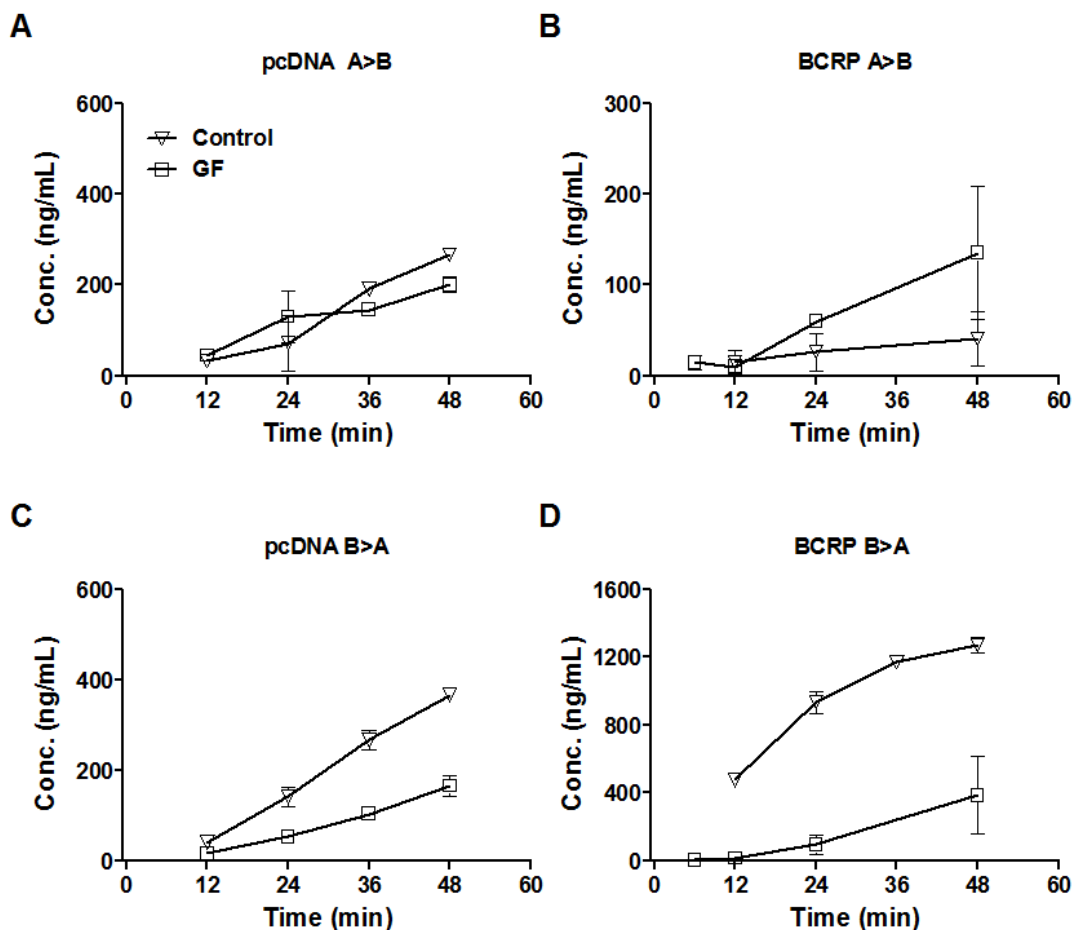 A
pcDNA A>B
Conc. (ng/mL)
600
400
200
0
Control
GF
0 12 24 36 48 60
Time (min)
B
BCRP A>B
Conc. (ng/mL)
300
200
100
0
0 12 24 36 48 60
Time (min)
C
pcDNA B>A
Conc. (ng/mL)
600
400
200
0
0 12 24 36 48 60
Time (min)
D
BCRP B>A
Conc. (ng/mL)
1600
1200
800
400
0
0 12 24 36 48 60
Time (min)